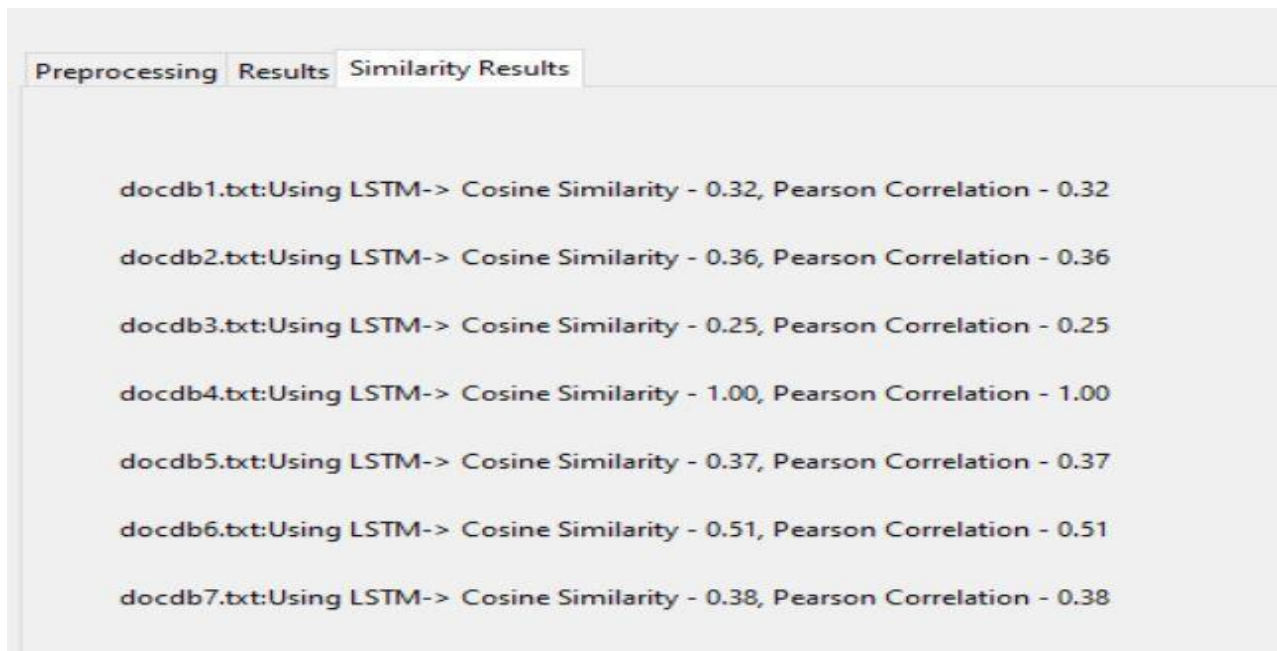 Preprocessing Results Similarity Results
docdb1.txt:Using LSTM-> Cosine Similarity - 0.32, Pearson Correlation - 0.32
docdb2.txt:Using LSTM-> Cosine Similarity - 0.36, Pearson Correlation - 0.36
docdb3.txt:Using LSTM-> Cosine Similarity - 0.25, Pearson Correlation - 0.25
docdb4.txt:Using LSTM-> Cosine Similarity - 1.00, Pearson Correlation - 1.00
docdb5.txt:Using LSTM-> Cosine Similarity - 0.37, Pearson Correlation - 0.37
docdb6.txt:Using LSTM-> Cosine Similarity - 0.51, Pearson Correlation - 0.51
docdb7.txt:Using LSTM-> Cosine Similarity - 0.38, Pearson Correlation - 0.38